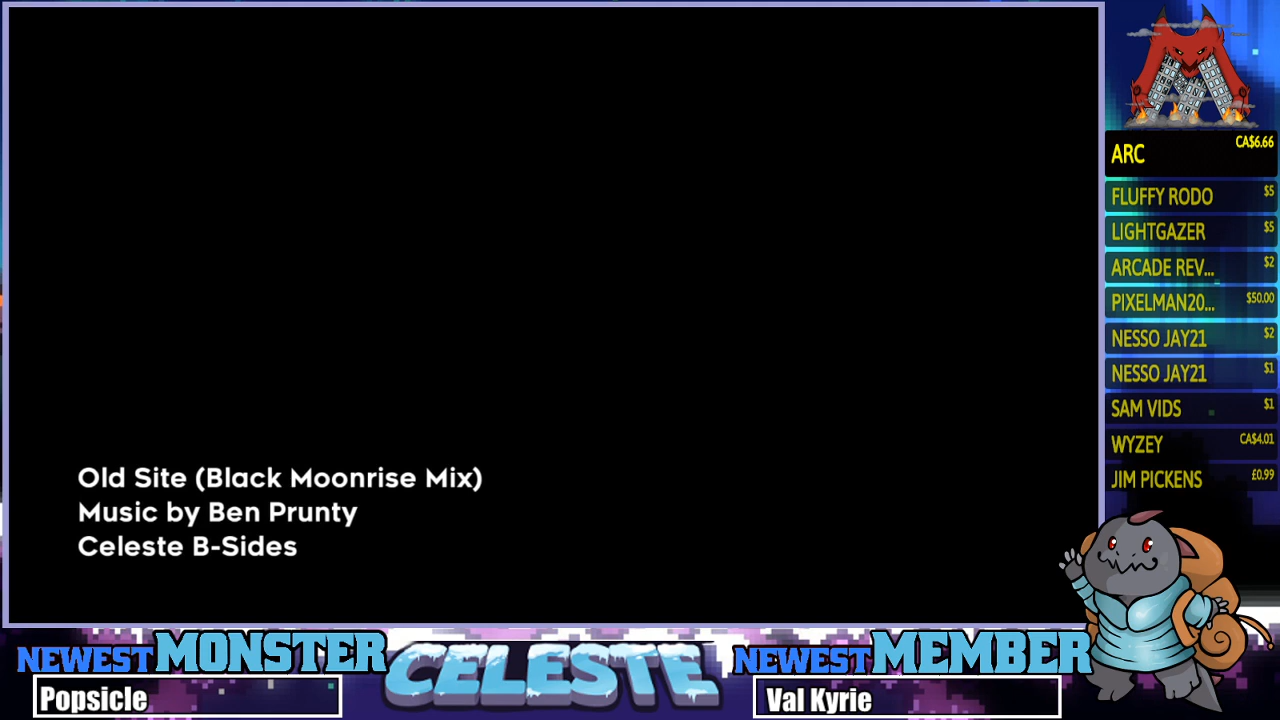 Old Site (Black Moonrise Mix)
Music by Ben Prunty
Celeste B-Sides
ARC CA$6.66
FLUFFY RODO $5
LIGHTGAZER $5
ARCADE REV... $2
PIXELMAN20... $50.00
NESSO JAY21 $2
NESSO JAY21 $1
SAM VIDS $1
WYZEY CA$4.01
JIM PICKENS £0.99
NEWEST MONSTER
Popsicle
CELESTE
NEWEST MEMBER
Val Kyrie